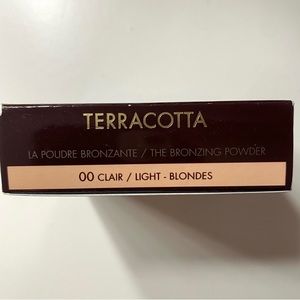 TERRACOTTA
LA POUDRE BRONZANTE / THE BRONZING POWDER
00 CLAIR / LIGHT - BLONDES